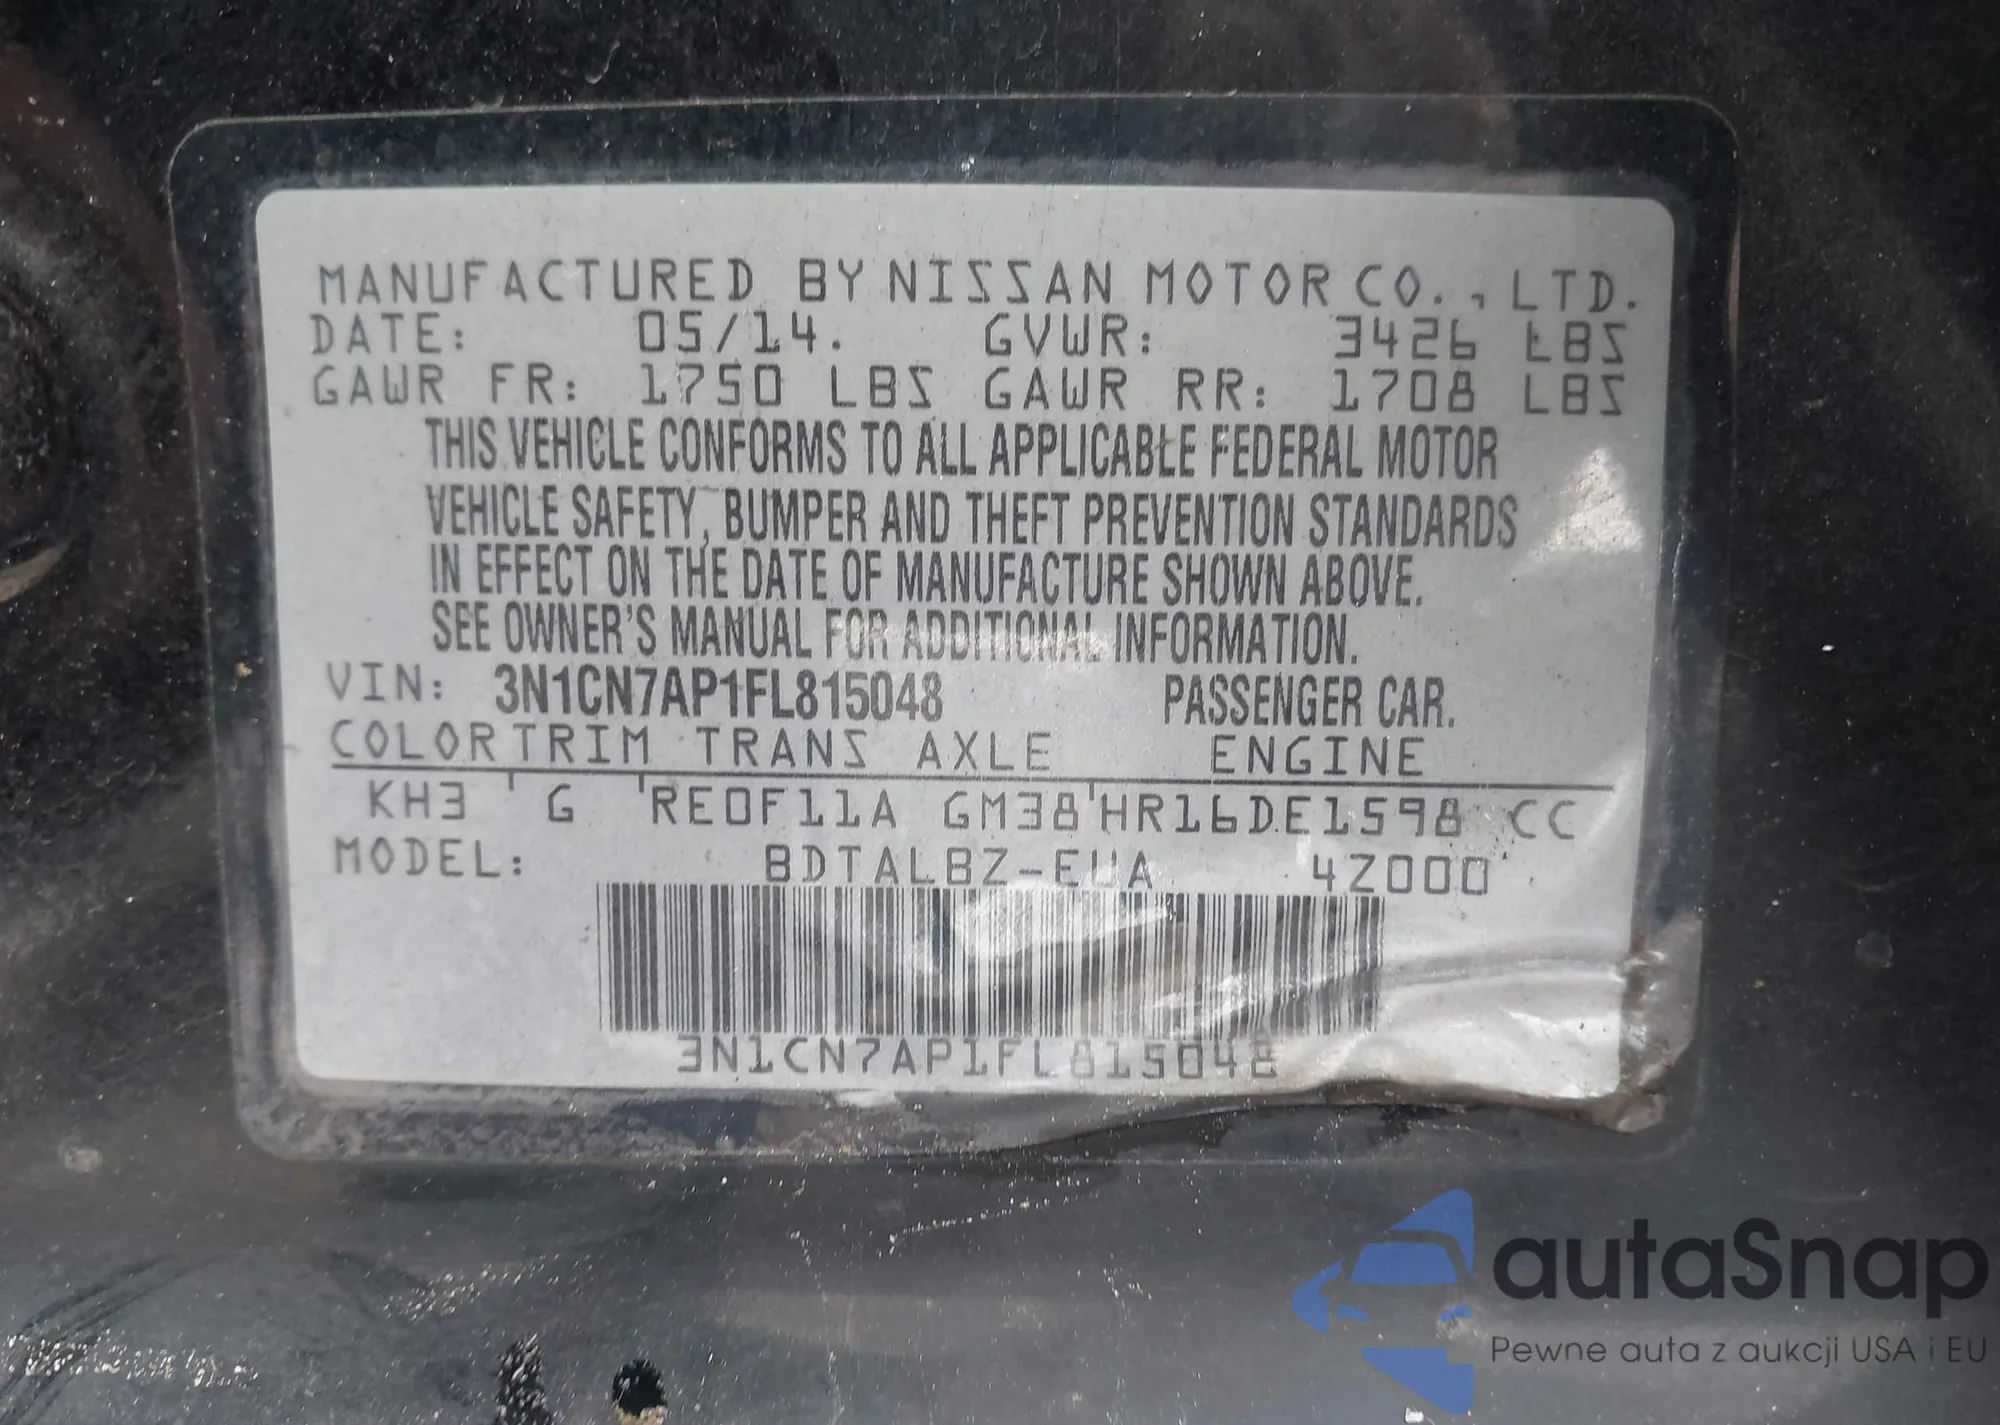 MANUFACTURED BY NISSAN MOTOR CO., LTD.
DATE: 05/14. GVWR: 3426 LBS
GAWR FR: 1750 LBS GAWR RR: 1708 LBS
THIS VEHICLE CONFORMS TO ALL APPLICABLE FEDERAL MOTOR
VEHICLE SAFETY, BUMPER AND THEFT PREVENTION STANDARDS
IN EFFECT ON THE DATE OF MANUFACTURE SHOWN ABOVE.
SEE OWNER'S MANUAL FOR ADDITIONAL INFORMATION.
VIN: 3N1CN7AP1FL815048 PASSENGER CAR.
COLOR TRIM TRANS AXLE ENGINE
KH3 G RE0F11A GM38 HR16DE1598 CC
MODEL: BDTALBZ-EUA 4Z000
3N1CN7AP1FL815048
autaSnap
Pewne auta z aukcji USA i EU